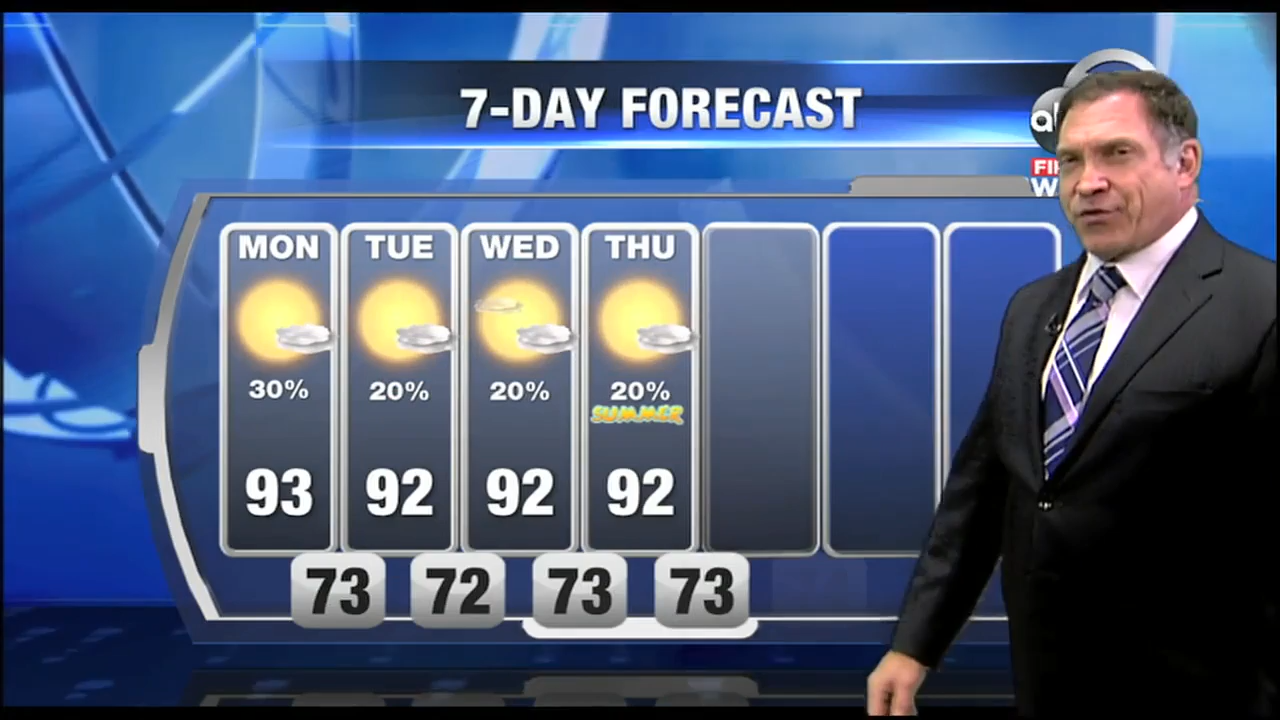 7-DAY FORECAST
MON TUE WED THU
30% 20% 20% 20%
SUMMER
93 92 92 92
73 72 73 73